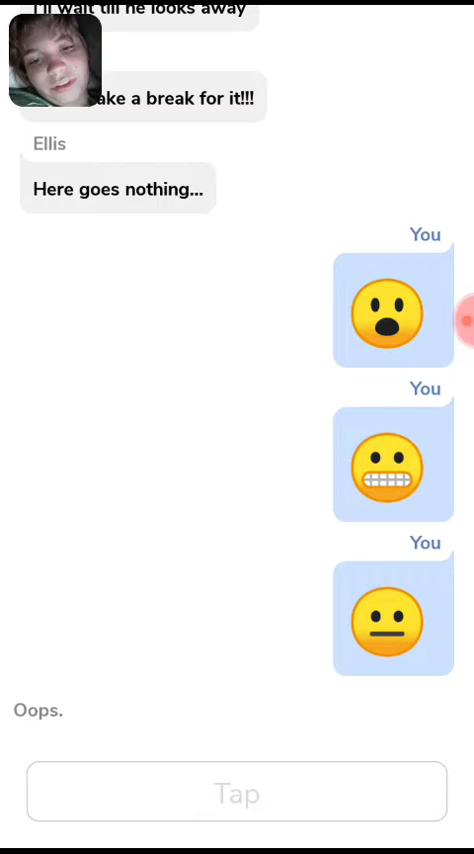 I'll wait till he looks away
ake a break for it!!!
Ellis
Here goes nothing...
You
You
You
Oops.
Tap